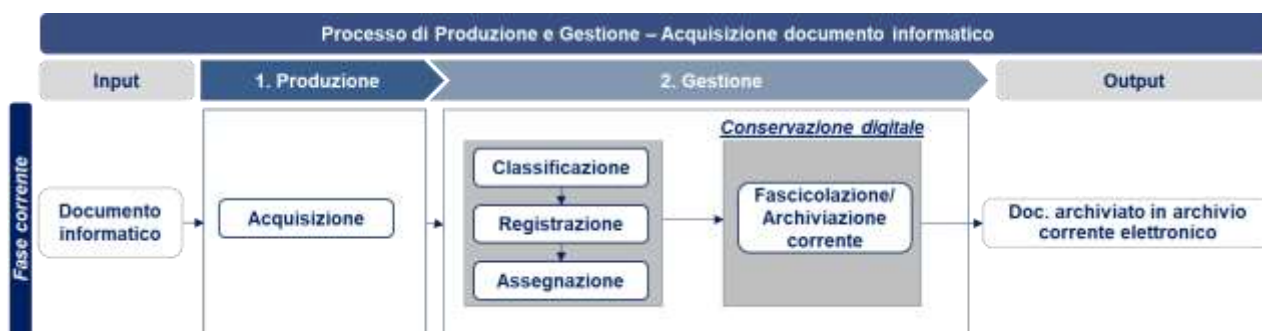 Processo di Produzione e Gestione – Acquisizione documento informatico
Input
1. Produzione
2. Gestione
Output
Fase corrente
Documento
informatico
Acquisizione
Classificazione
Registrazione
Assegnazione
Conservazione digitale
Fascicolazione/
Archiviazione
corrente
Doc. archiviato in archivio
corrente elettronico